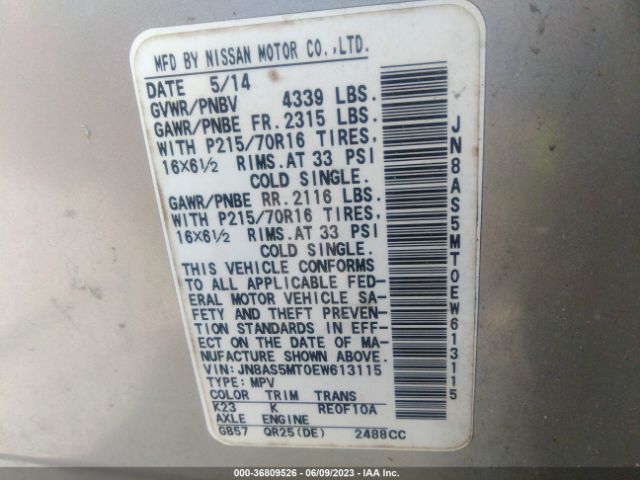 MFD BY NISSAN MOTOR CO.,LTD.
DATE 5/14
GVWR/PNBV 4339 LBS.
GAWR/PNBE FR. 2315 LBS.
WITH P215/70R16 TIRES,
16X6½ RIMS.AT 33 PSI
COLD SINGLE.
GAWR/PNBE RR. 2116 LBS.
WITH P215/70R16 TIRES,
16X6½ RIMS.AT 33 PSI
COLD SINGLE.
THIS VEHICLE CONFORMS
TO ALL APPLICABLE FED-
ERAL MOTOR VEHICLE SA-
FETY AND THEFT PREVEN-
TION STANDARDS IN EFF-
ECT ON THE DATE OF MA-
NUFACTURE SHOWN ABOVE.
VIN: JN8AS5MT0EW613115
TYPE: MPV
COLOR TRIM TRANS
K23 K RE0F10A
AXLE ENGINE
GB57 QR25(DE) 2488CC
JN8AS5MT0EW613115
000-36809526 - 06/09/2023 - IAA Inc.